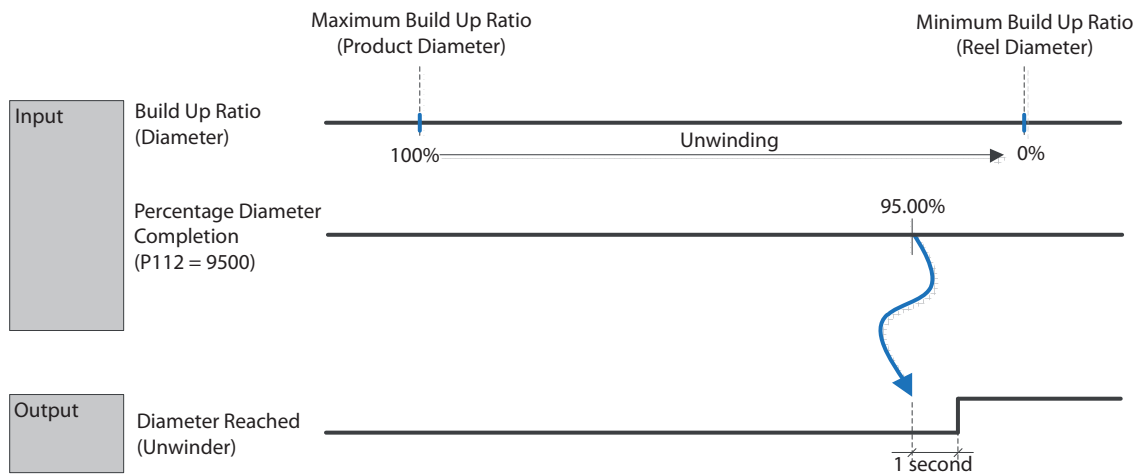 Maximum Build Up Ratio
(Product Diameter)
Minimum Build Up Ratio
(Reel Diameter)
Input
Build Up Ratio
(Diameter)
Unwinding
100%
0%
Percentage Diameter
Completion
(P112 = 9500)
95.00%
Output
Diameter Reached
(Unwinder)
1 second